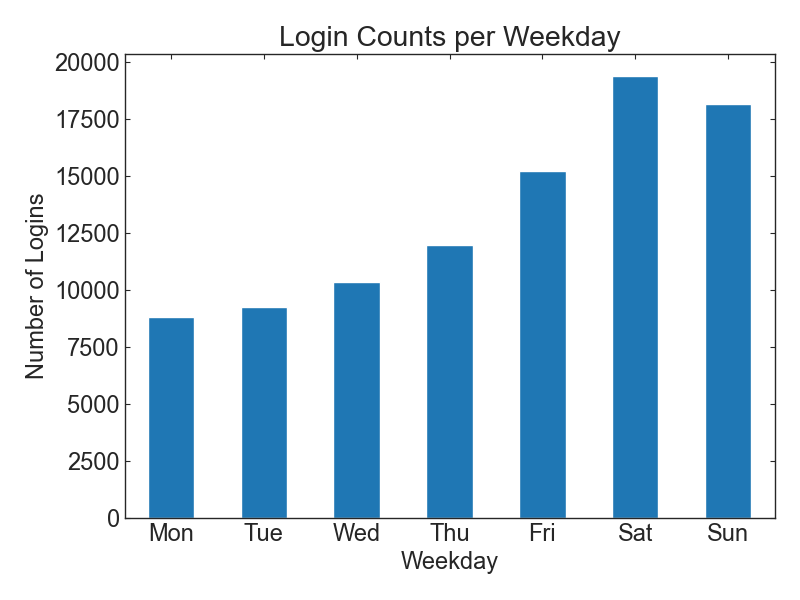 Login Counts per Weekday
Number of Logins
20000
17500
15000
12500
10000
7500
5000
2500
0
Mon Tue Wed Thu Fri Sat Sun
Weekday